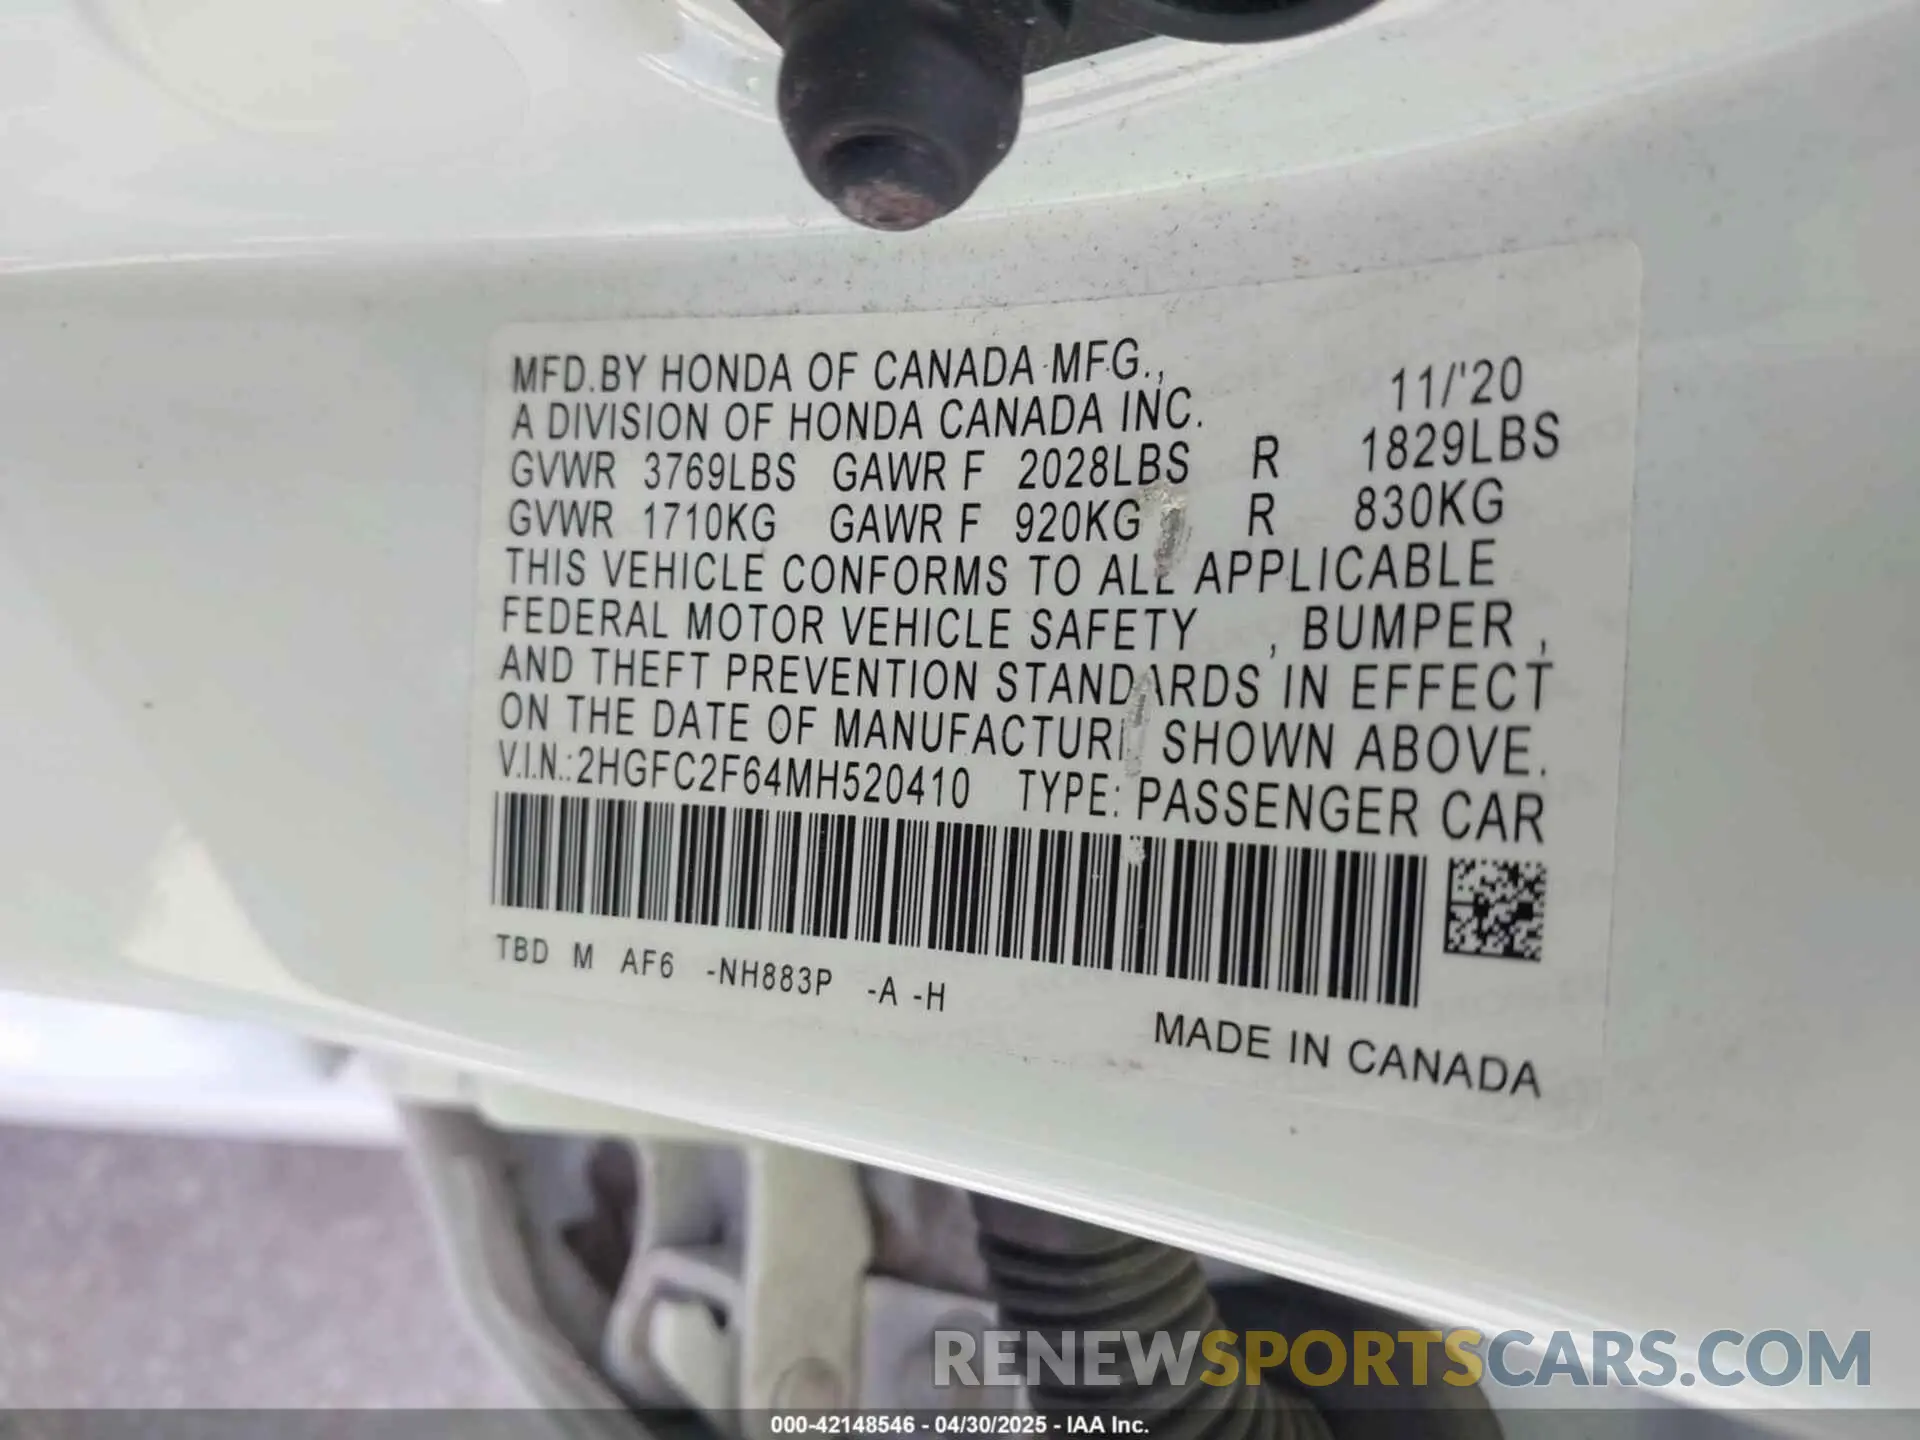 MFD.BY HONDA OF CANADA MFG., 11/'20
A DIVISION OF HONDA CANADA INC.
GVWR 3769LBS GAWR F 2028LBS R 1829LBS
GVWR 1710KG GAWR F 920KG R 830KG
THIS VEHICLE CONFORMS TO ALL APPLICABLE
FEDERAL MOTOR VEHICLE SAFETY , BUMPER ,
AND THEFT PREVENTION STANDARDS IN EFFECT
ON THE DATE OF MANUFACTURE SHOWN ABOVE.
V.I.N.:2HGFC2F64MH520410 TYPE: PASSENGER CAR
TBD M AF6 -NH883P -A -H
MADE IN CANADA
RENEWSPORTSCARS.COM
000-42148546 - 04/30/2025 - IAA Inc.